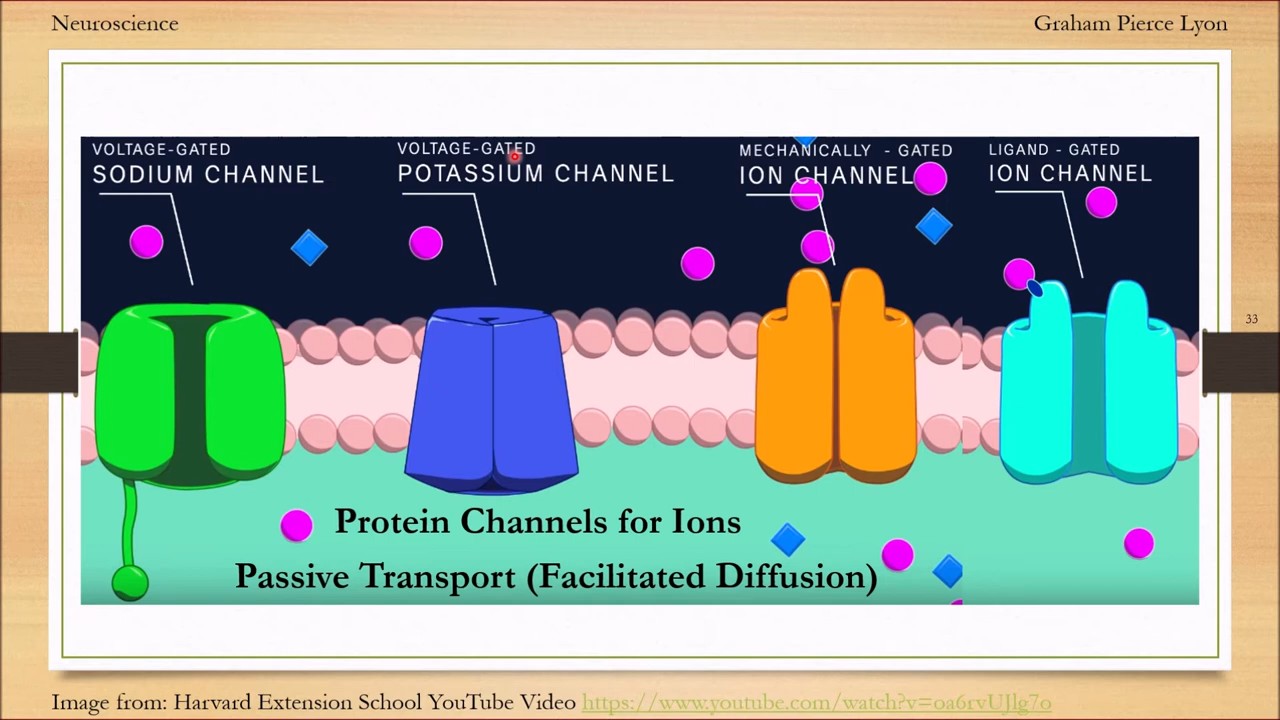 Neuroscience
Graham Pierce Lyon
VOLTAGE-GATED
SODIUM CHANNEL
VOLTAGE-GATED
POTASSIUM CHANNEL
MECHANICALLY - GATED
ION CHANNEL
LIGAND - GATED
ION CHANNEL
33
Protein Channels for Ions
Passive Transport (Facilitated Diffusion)
Image from: Harvard Extension School YouTube Video https://www.youtube.com/watch?v=oa6rvUJlg7o